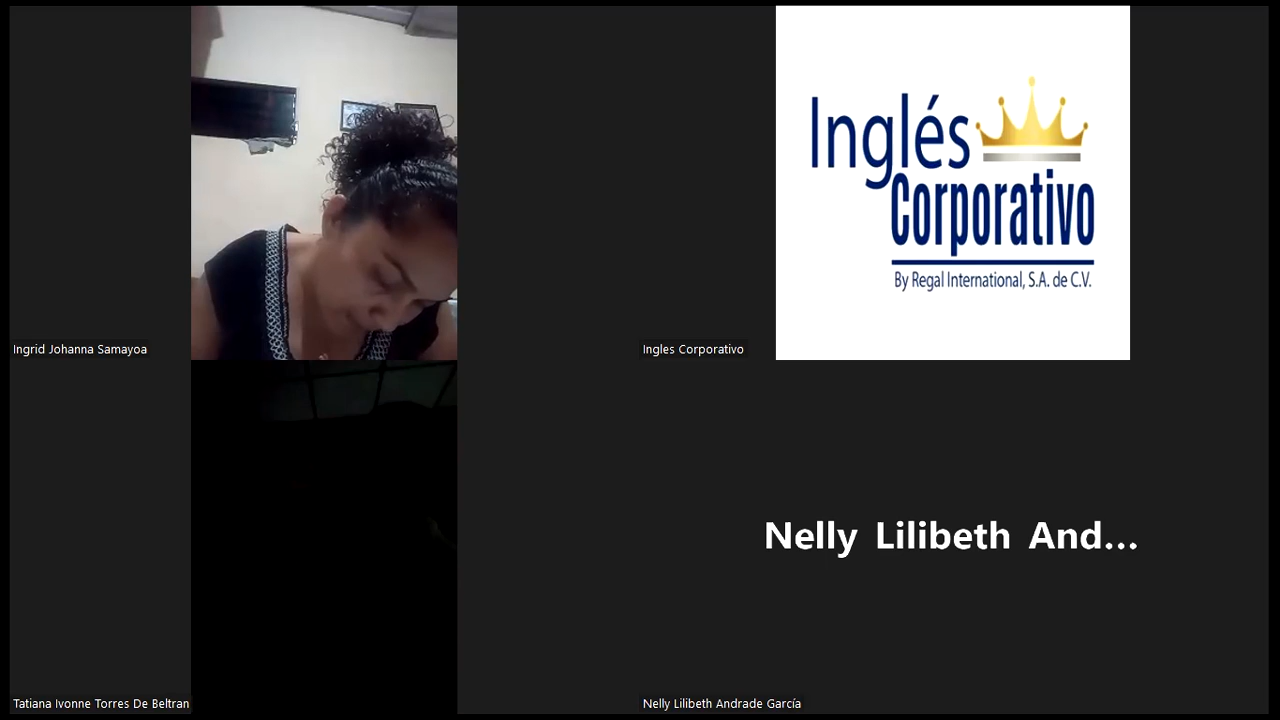 Inglés
Corporativo
By Regal International, S.A. de C.V.
Ingrid Johanna Samayoa
Ingles Corporativo
Nelly Lilibeth And...
Tatiana Ivonne Torres De Beltran
Nelly Lilibeth Andrade García